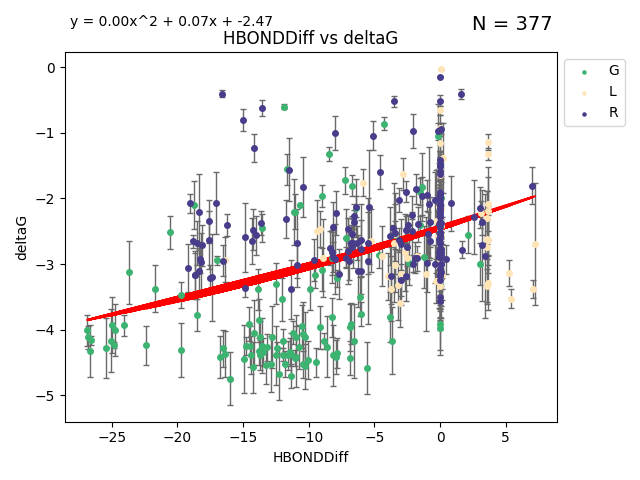 y = 0.00x^2 + 0.07x + -2.47
N = 377
HBONDDiff vs deltaG
G
L
R
deltaG
0
−1
−2
−3
−4
−5
−25
−20
−15
−10
−5
0
5
HBONDDiff